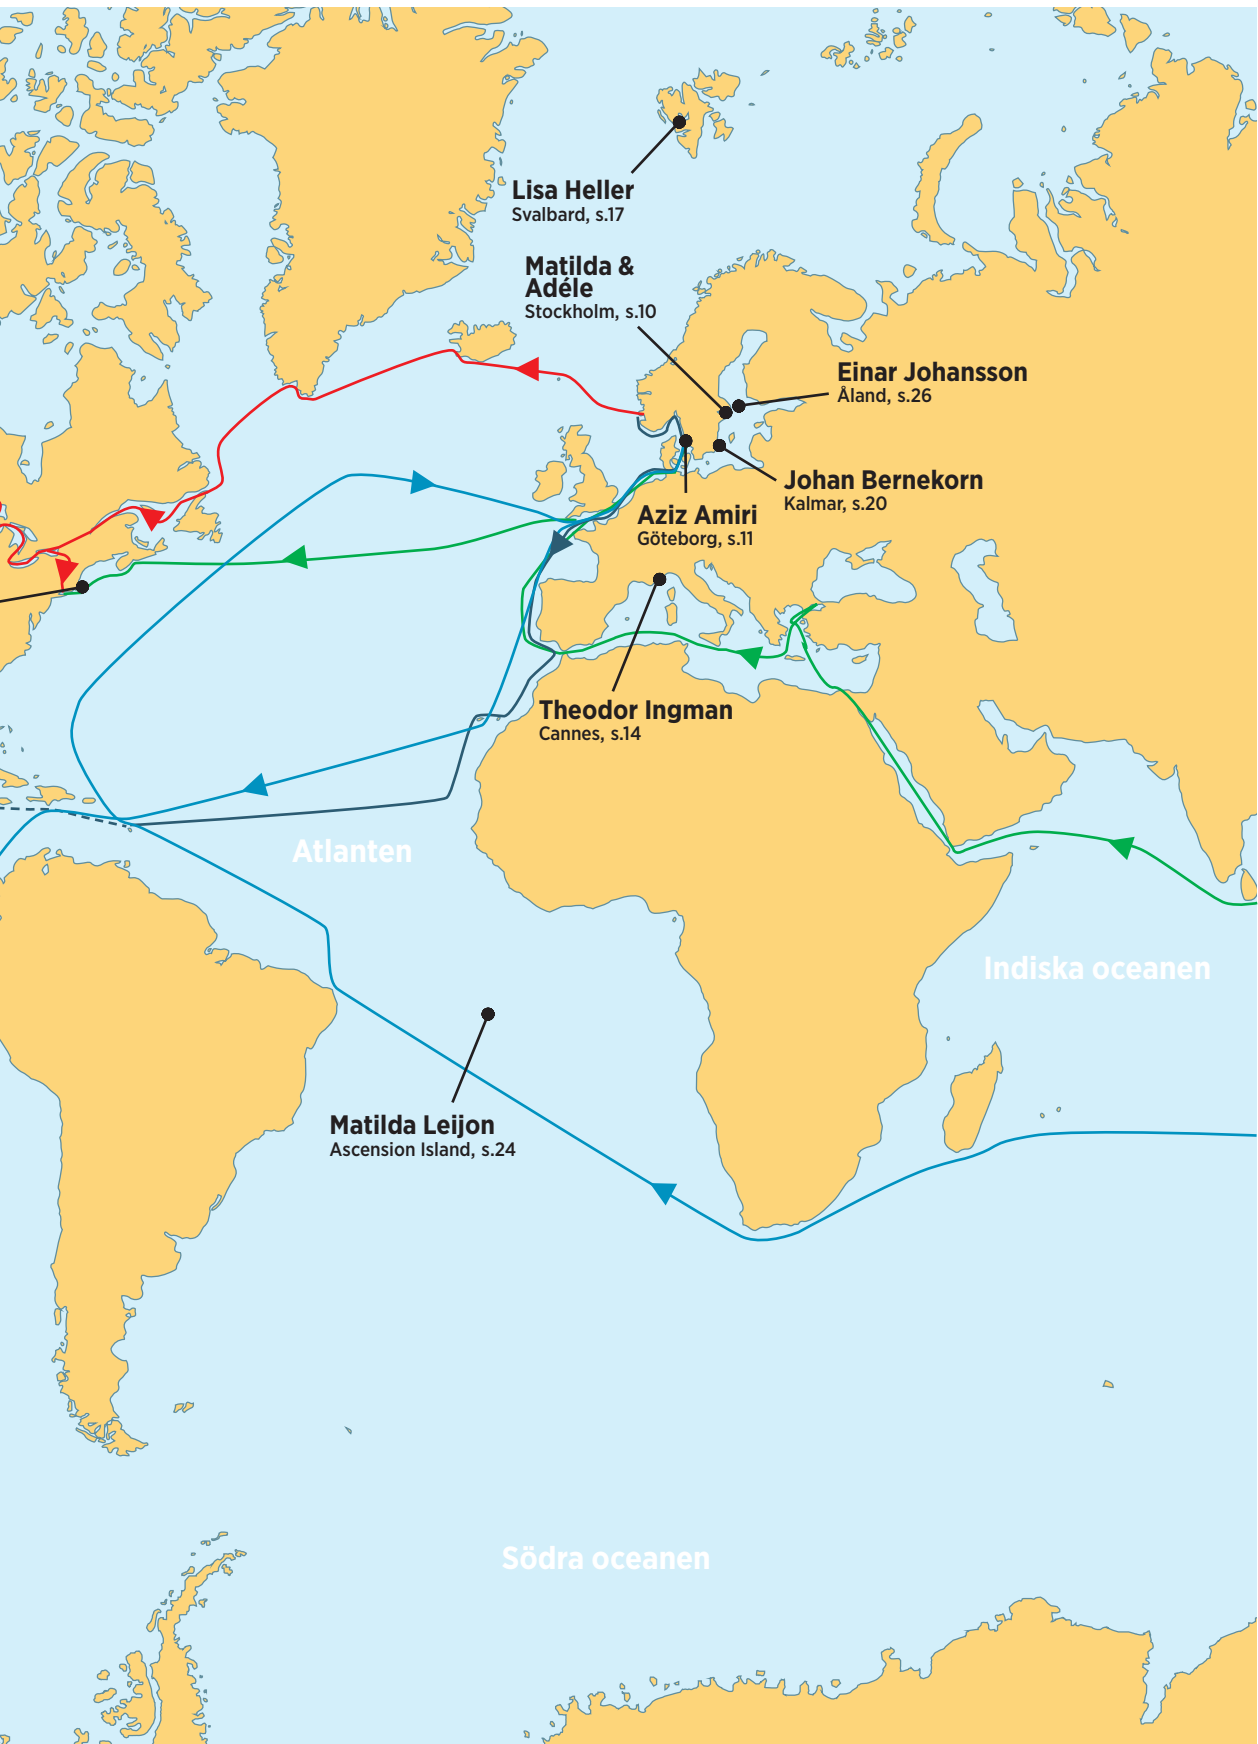 Lisa Heller
Svalbard, s.17
Matilda &
Adéle
Stockholm, s.10
Einar Johansson
Åland, s.26
Johan Bernekorn
Kalmar, s.20
Aziz Amiri
Göteborg, s.11
Theodor Ingman
Cannes, s.14
Atlanten
Indiska oceanen
Matilda Leijon
Ascension Island, s.24
Södra oceanen